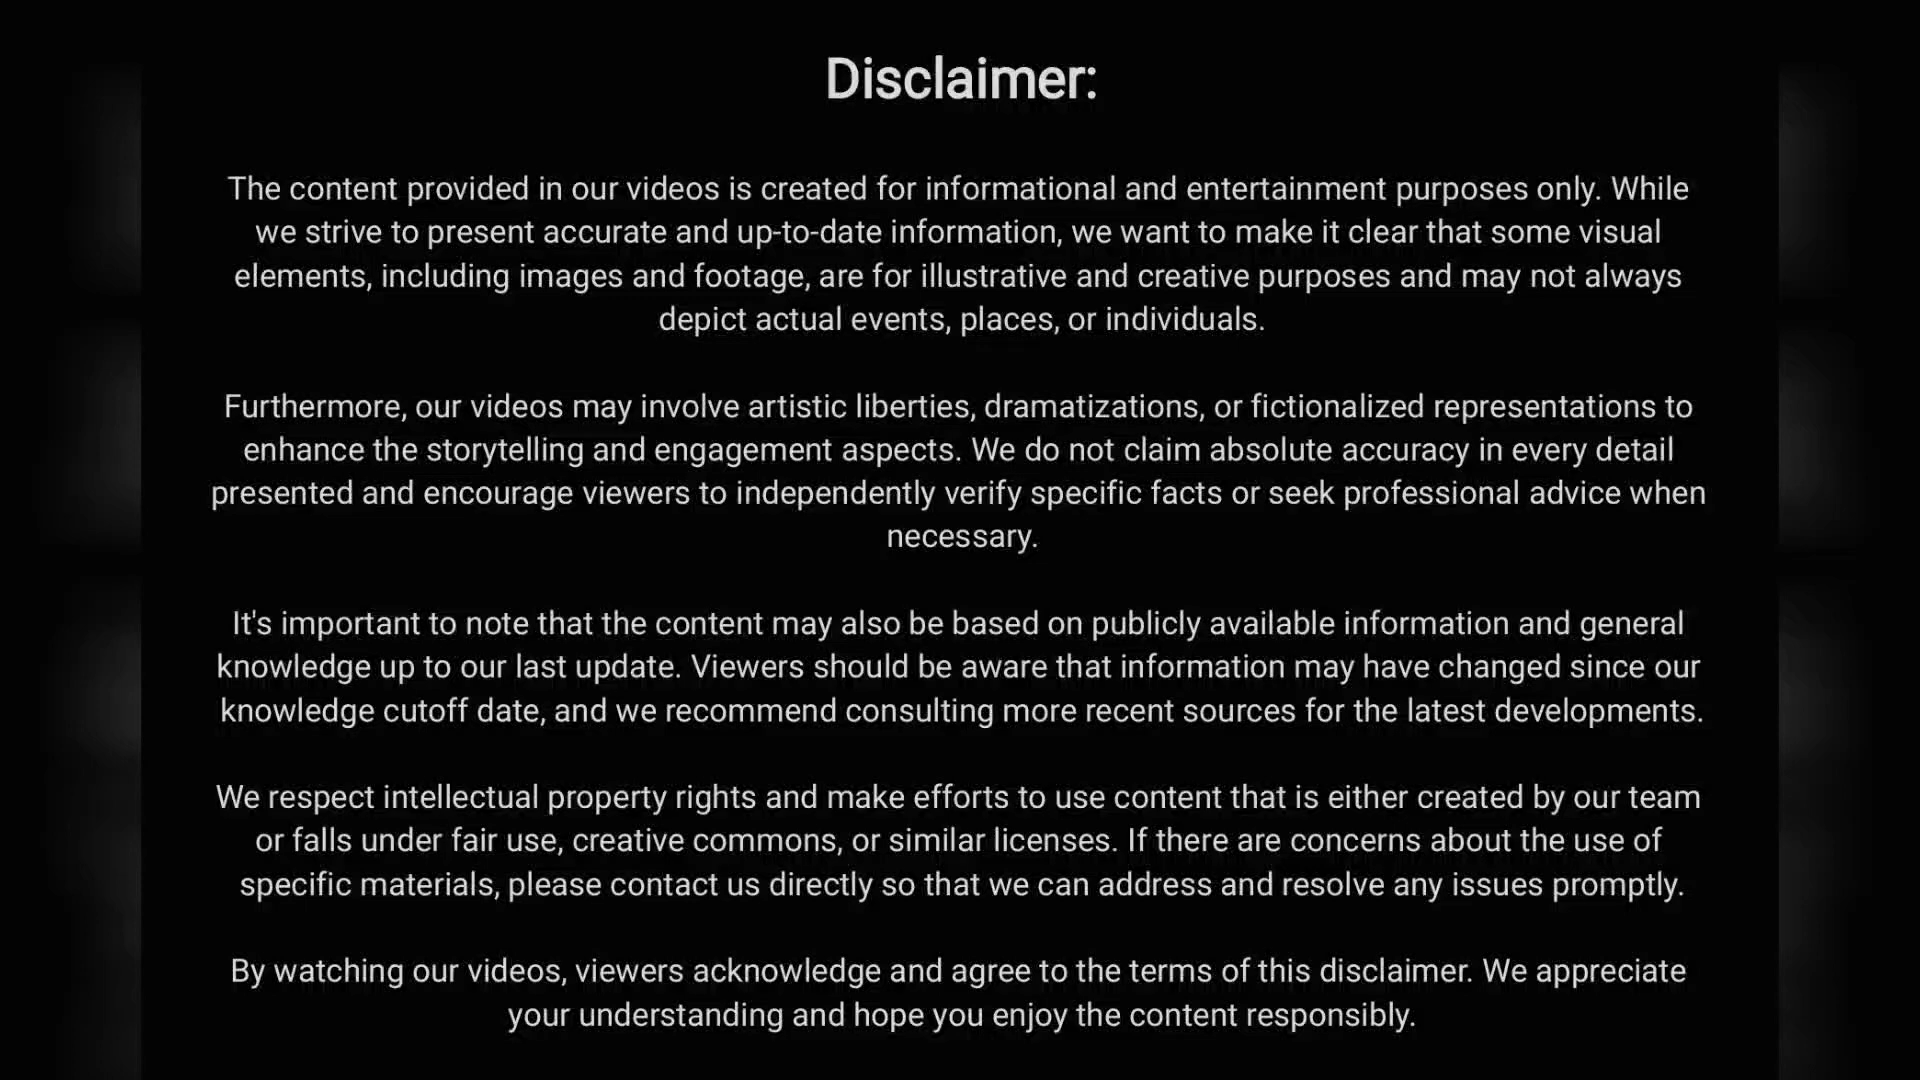 Disclaimer:
The content provided in our videos is created for informational and entertainment purposes only. While
we strive to present accurate and up-to-date information, we want to make it clear that some visual
elements, including images and footage, are for illustrative and creative purposes and may not always
depict actual events, places, or individuals.
Furthermore, our videos may involve artistic liberties, dramatizations, or fictionalized representations to
enhance the storytelling and engagement aspects. We do not claim absolute accuracy in every detail
presented and encourage viewers to independently verify specific facts or seek professional advice when
necessary.
It's important to note that the content may also be based on publicly available information and general
knowledge up to our last update. Viewers should be aware that information may have changed since our
knowledge cutoff date, and we recommend consulting more recent sources for the latest developments.
We respect intellectual property rights and make efforts to use content that is either created by our team
or falls under fair use, creative commons, or similar licenses. If there are concerns about the use of
specific materials, please contact us directly so that we can address and resolve any issues promptly.
By watching our videos, viewers acknowledge and agree to the terms of this disclaimer. We appreciate
your understanding and hope you enjoy the content responsibly.